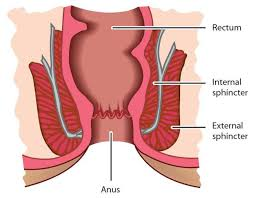 Rectum
Internal
sphincter
External
sphincter
Anus